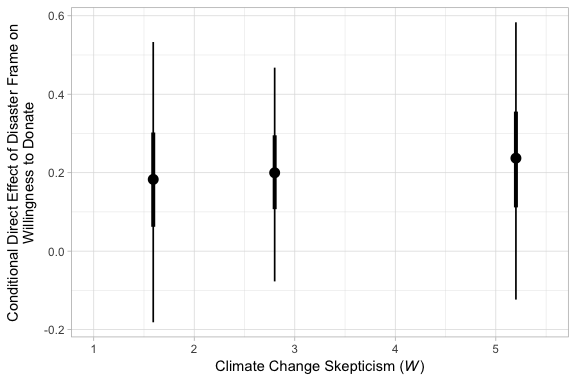 Conditional Direct Effect of Disaster Frame on
Willingness to Donate
0.6
0.4
0.2
0.0
-0.2
1 2 3 4 5
Climate Change Skepticism (W)